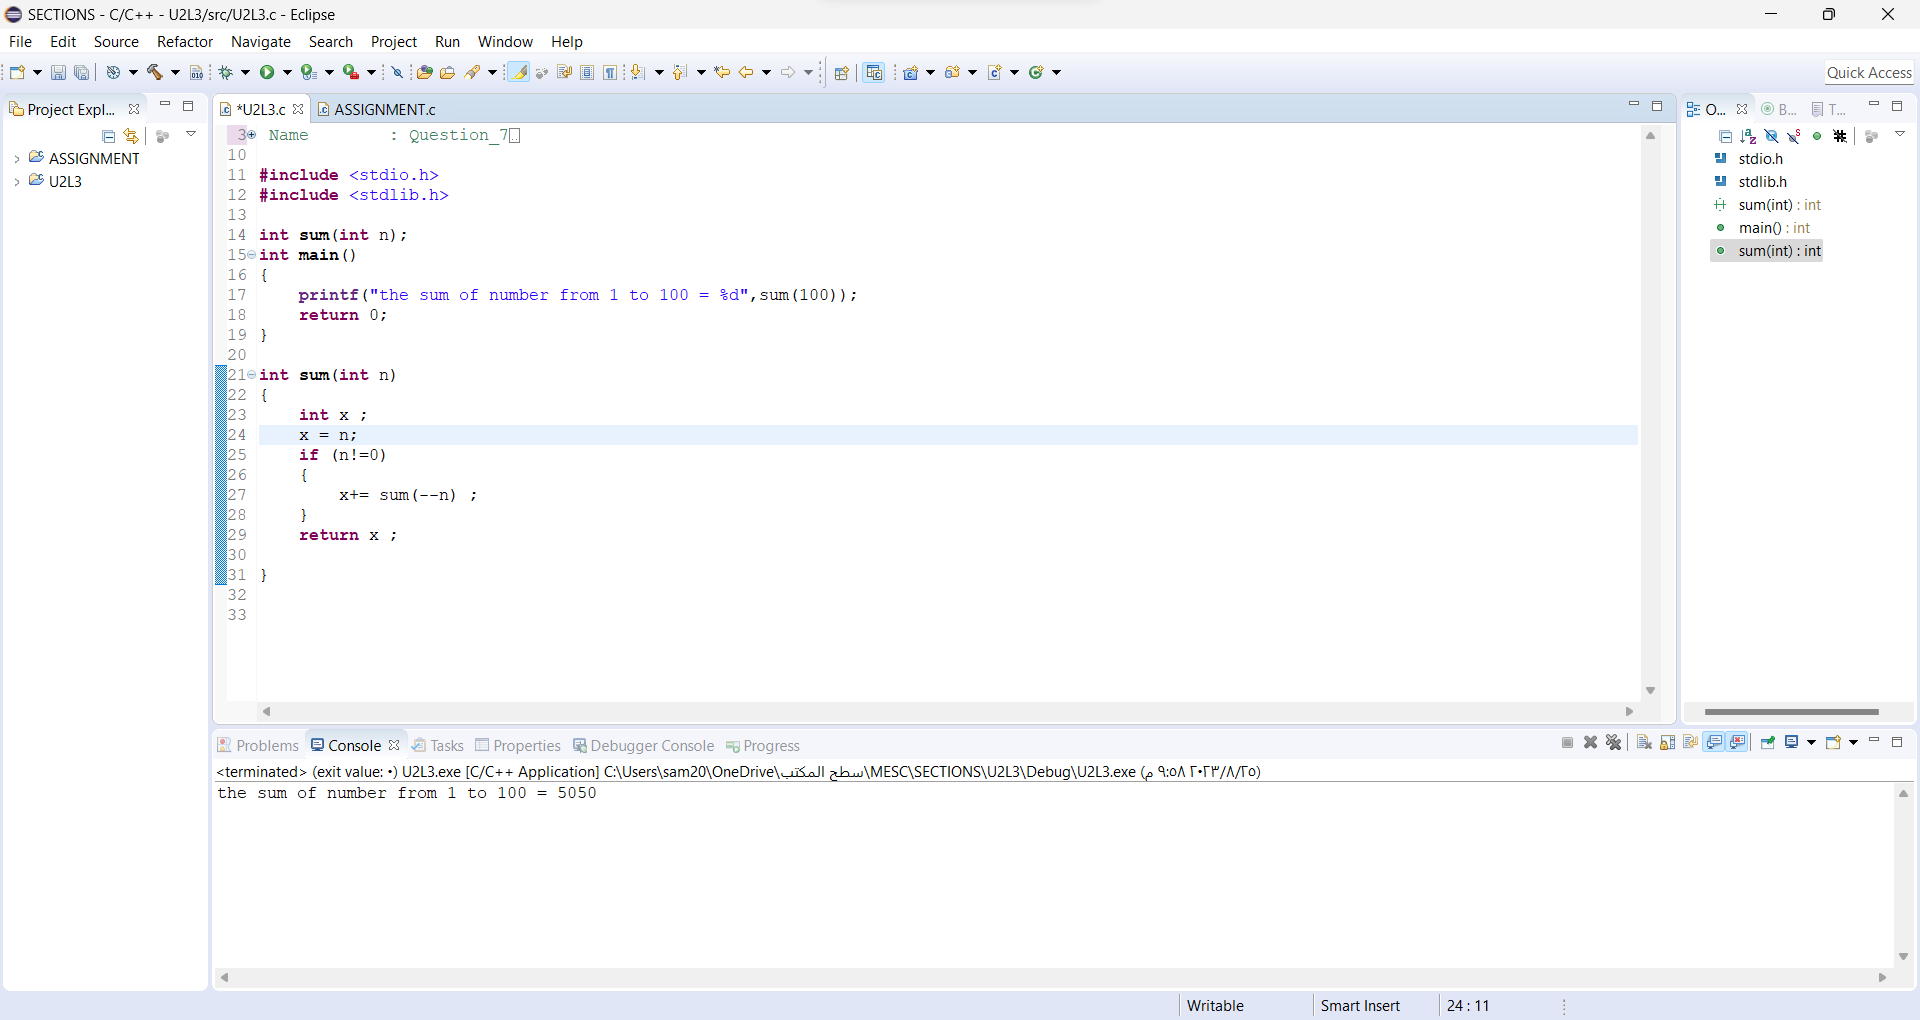 SECTIONS - C/C++ - U2L3/src/U2L3.c - Eclipse
File Edit Source Refactor Navigate Search Project Run Window Help
Quick Access
Project Expl...
ASSIGNMENT
U2L3
*U2L3.c ASSIGNMENT.c
3 Name : Question_7
10
11 #include <stdio.h>
12 #include <stdlib.h>
13
14 int sum(int n);
15 int main()
16 {
17 printf("the sum of number from 1 to 100 = %d",sum(100));
18 return 0;
19 }
20
21 int sum(int n)
22 {
23 int x ;
24 x = n;
25 if (n!=0)
26 {
27 x+= sum(--n) ;
28 }
29 return x ;
30
31 }
32
33
O... B... T...
stdio.h
stdlib.h
sum(int) : int
main() : int
sum(int) : int
Problems Console Tasks Properties Debugger Console Progress
<terminated> (exit value: ٠) U2L3.exe [C/C++ Application] C:\Users\sam20\OneDrive\سطح المكتب\MESC\SECTIONS\U2L3\Debug\U2L3.exe (٢٠٢٣/٨/٢٥ ٩:٥٨ م)
the sum of number from 1 to 100 = 5050
Writable Smart Insert 24 : 11